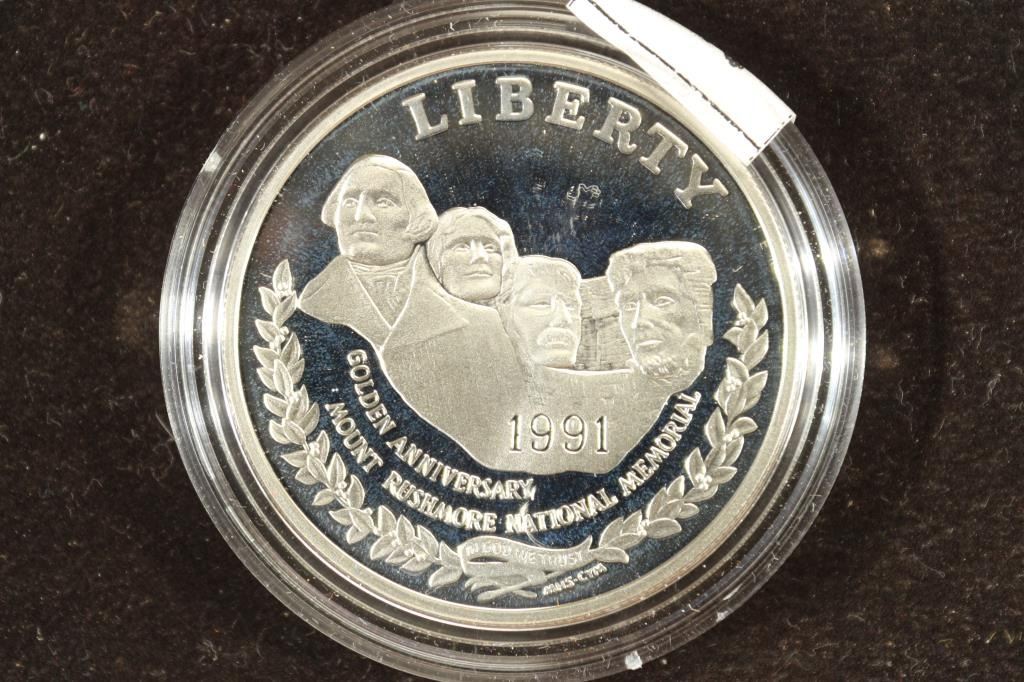 LIBERTY
1991
GOLDEN ANNIVERSARY,
MOUNT RUSHMORE NATIONAL MEMORIAL
IN GOD WE TRUST